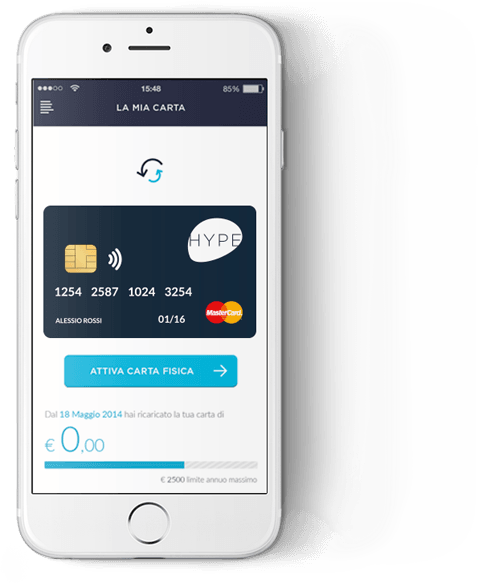 15:48
85%
LA MIA CARTA
HYPE
1254 2587 1024 3254
ALESSIO ROSSI 01/16
MasterCard
ATTIVA CARTA FISICA
Dal 18 Maggio 2014 hai ricaricato la tua carta di
€ 0,00
€ 2500 limite annuo massimo